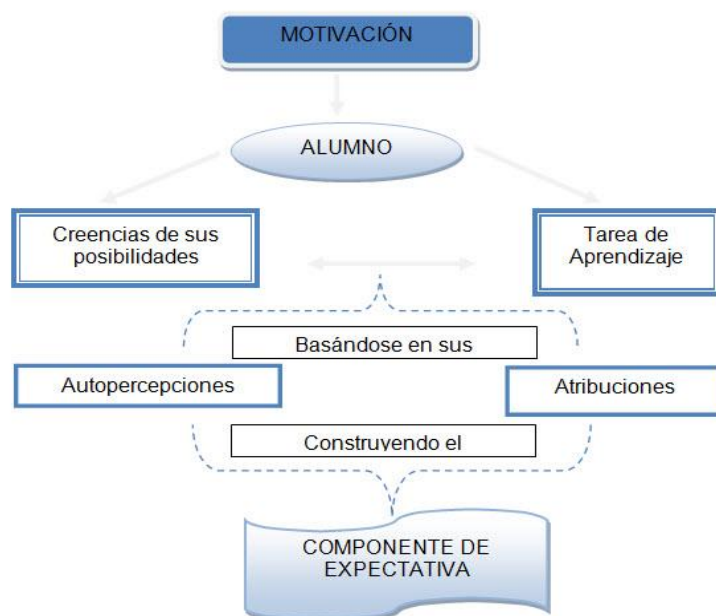 MOTIVACIÓN
ALUMNO
Creencias de sus
posibilidades
Tarea de
Aprendizaje
Basándose en sus
Autopercepciones
Atribuciones
Construyendo el
COMPONENTE DE
EXPECTATIVA